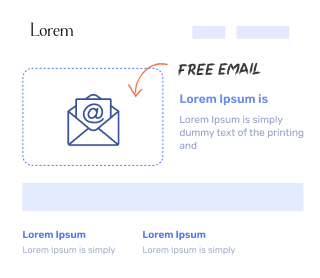 Lorem
FREE EMAIL
@
Lorem Ipsum is
Lorem Ipsum is simply
dummy text of the printing
and
Lorem Ipsum
Lorem ipsum is simply
Lorem Ipsum
Lorem ipsum is simply